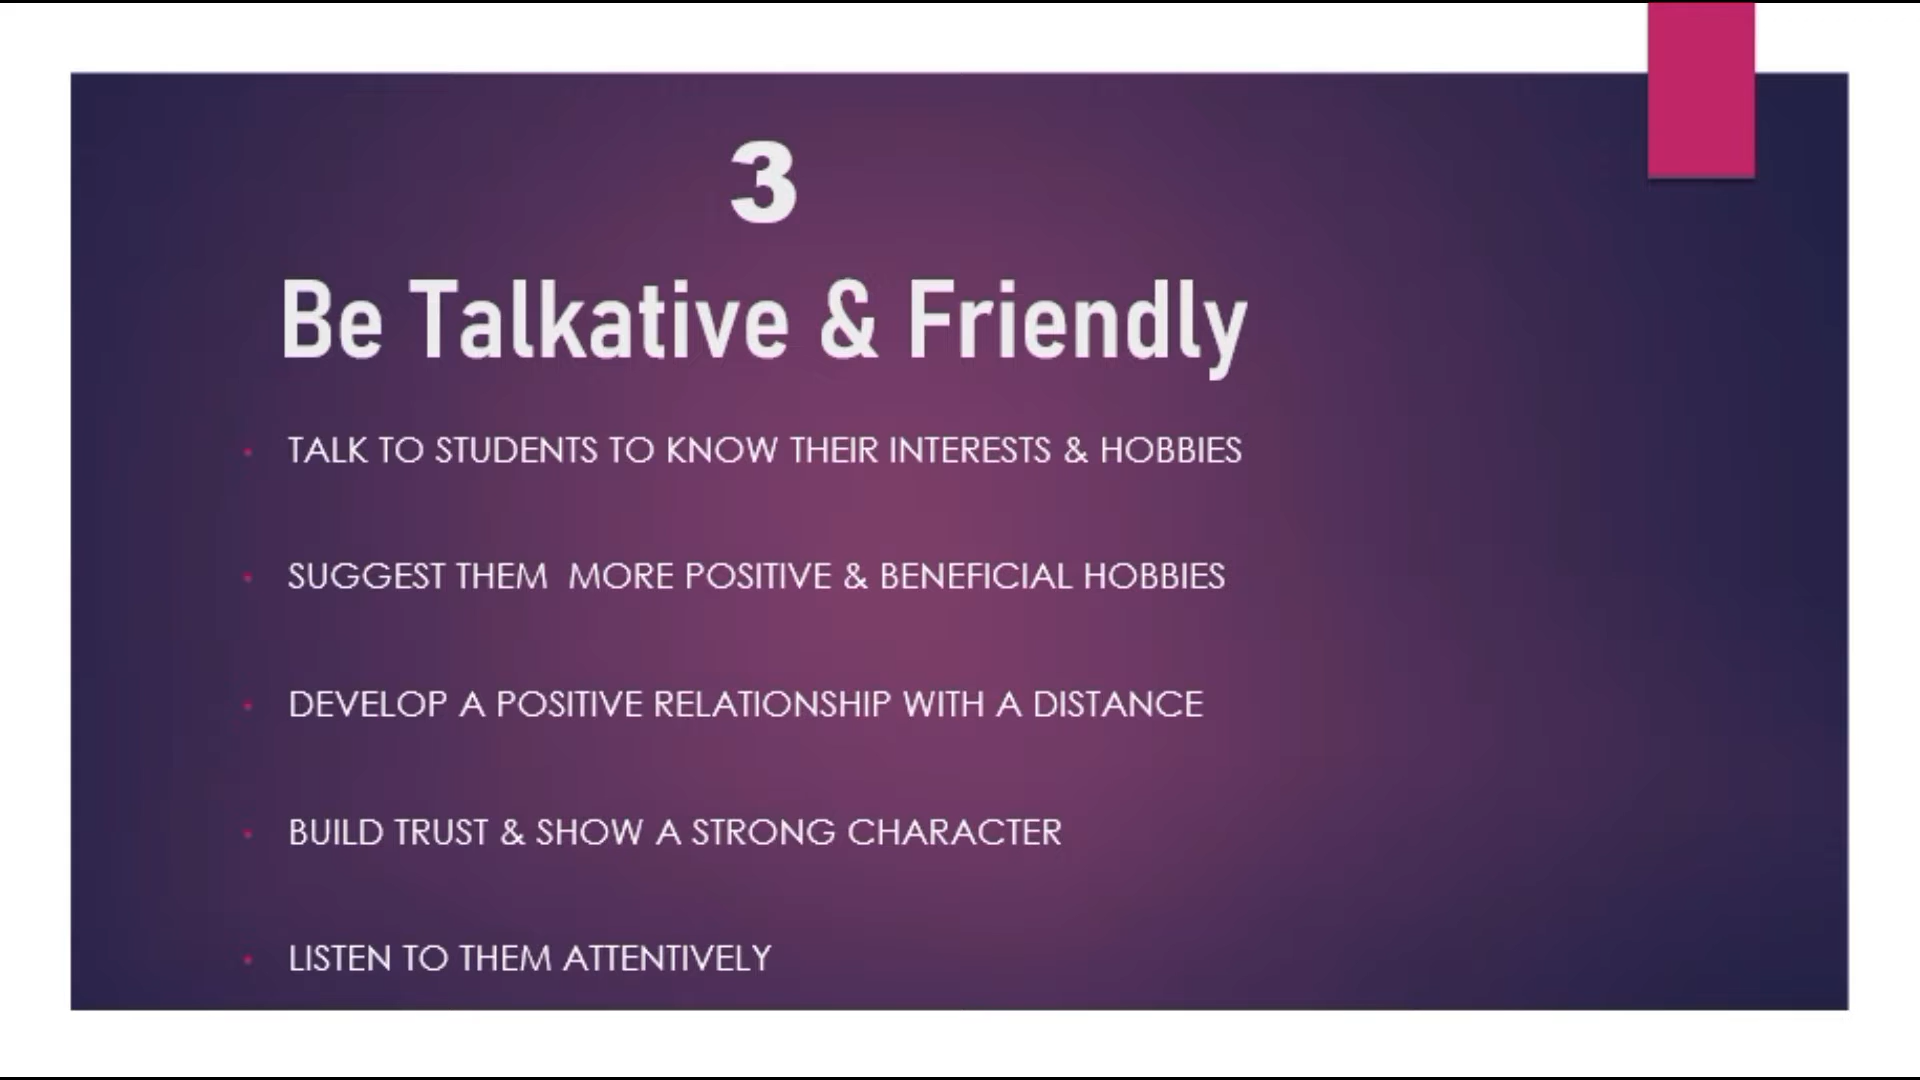 3
Be Talkative & Friendly
TALK TO STUDENTS TO KNOW THEIR INTERESTS & HOBBIES
SUGGEST THEM MORE POSITIVE & BENEFICIAL HOBBIES
DEVELOP A POSITIVE RELATIONSHIP WITH A DISTANCE
BUILD TRUST & SHOW A STRONG CHARACTER
LISTEN TO THEM ATTENTIVELY